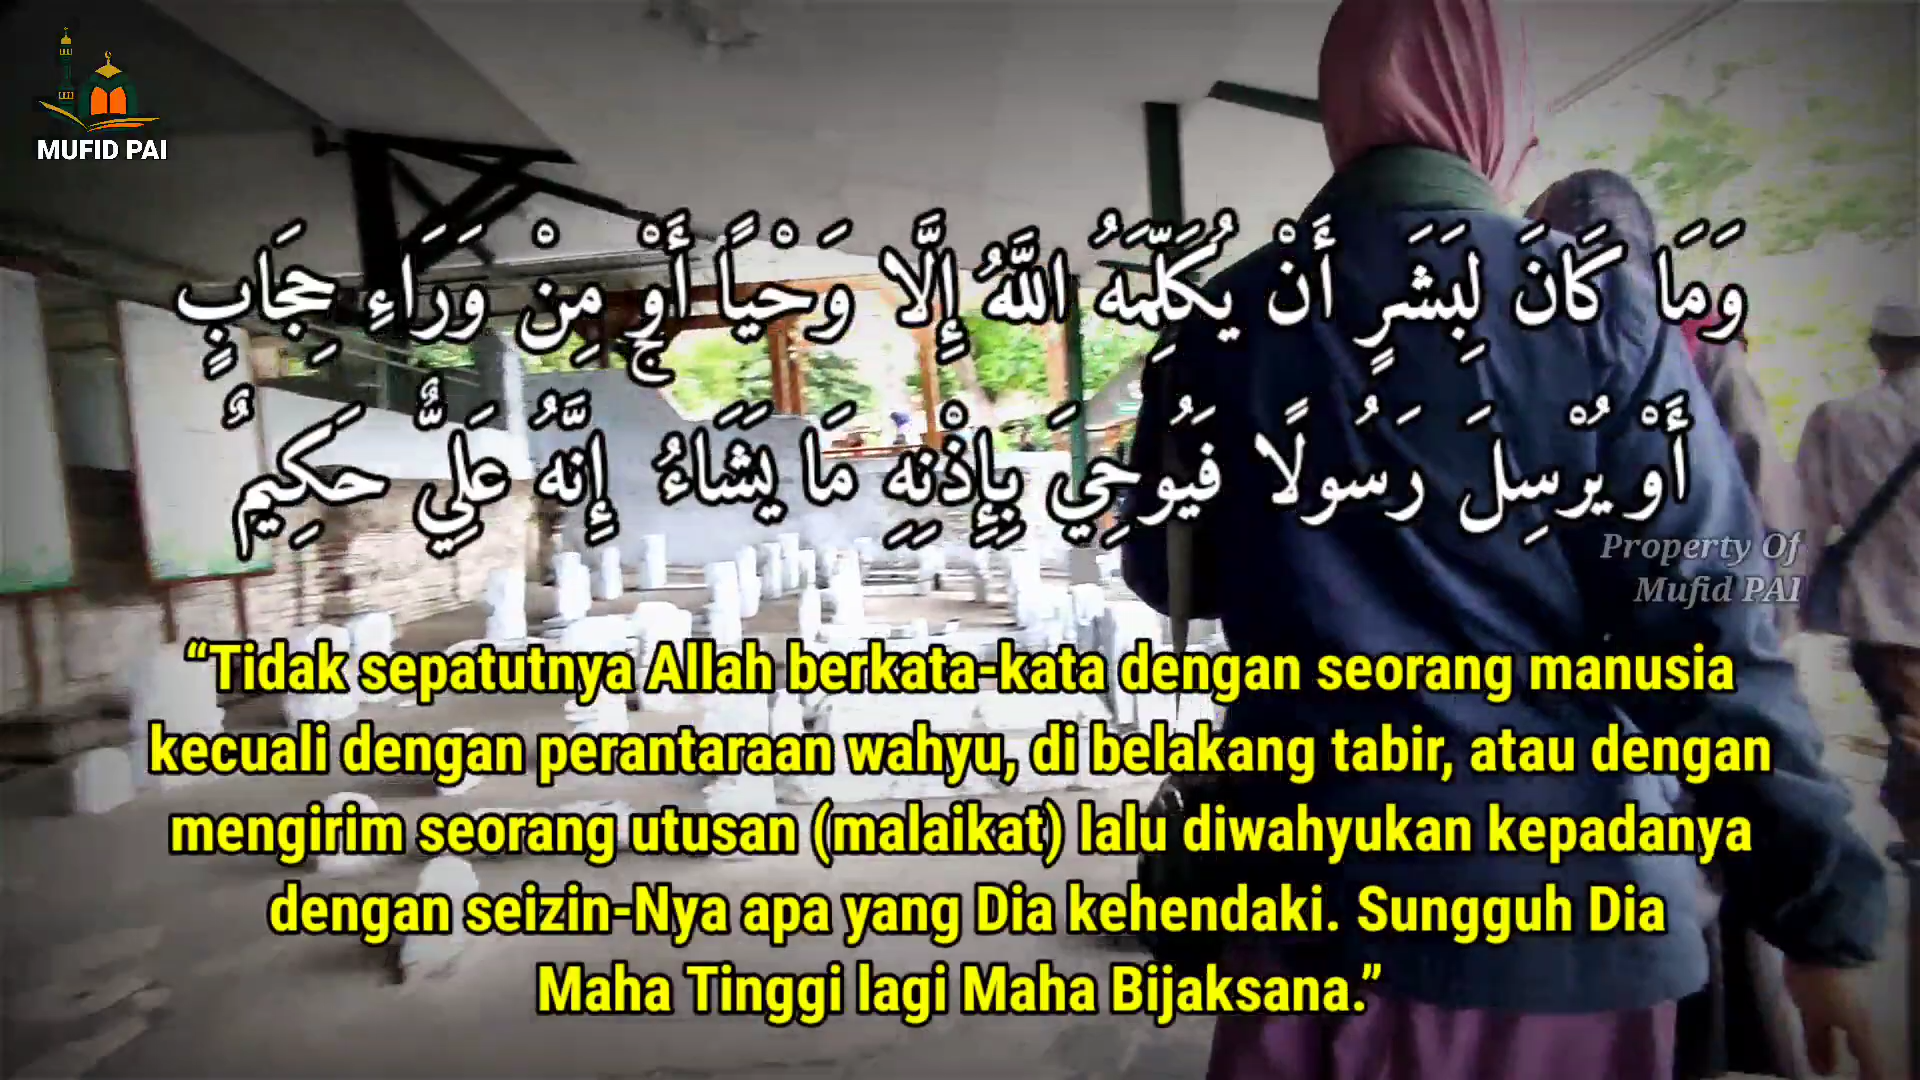 MUFID PAI
وَمَا كَانَ لِبَشَرٍ أَنْ يُكَلِّمَهُ اللَّهُ إِلَّا وَحْيًا أَوْ مِنْ وَرَاءِ حِجَابٍ
أَوْ يُرْسِلَ رَسُولًا فَيُوحِيَ بِإِذْنِهِ مَا يَشَاءُ ۚ إِنَّهُ عَلِيٌّ حَكِيمٌ
Property Of
Mufid PAI
“Tidak sepatutnya Allah berkata-kata dengan seorang manusia
kecuali dengan perantaraan wahyu, di belakang tabir, atau dengan
mengirim seorang utusan (malaikat) lalu diwahyukan kepadanya
dengan seizin-Nya apa yang Dia kehendaki. Sungguh Dia
Maha Tinggi lagi Maha Bijaksana.”